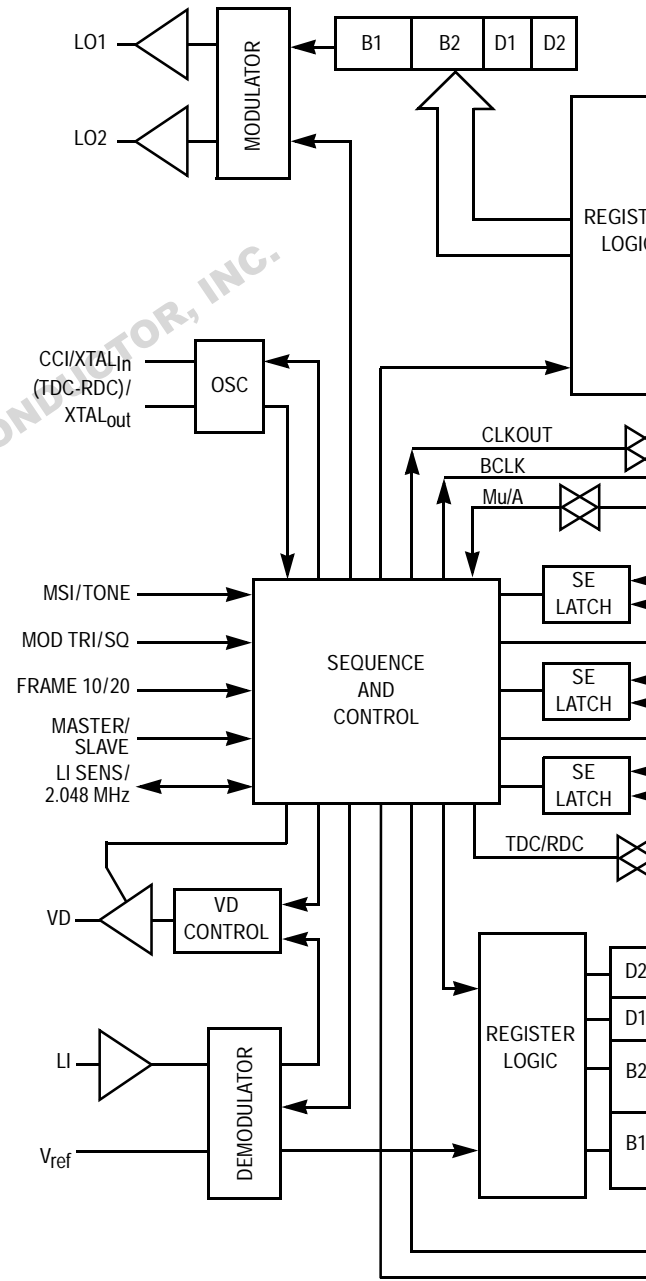 LO1
B1 B2 D1 D2
MODULATOR
LO2
REGIST
LOGI
CONDUCTOR, INC.
CCI/XTALIn
(TDC-RDC)/
XTALout
OSC
CLKOUT
BCLK
Mu/A
MSI/TONE
SE
LATCH
MOD TRI/SQ
SEQUENCE
AND
CONTROL
FRAME 10/20
SE
LATCH
MASTER/
SLAVE
LI SENS/
2.048 MHz
SE
LATCH
TDC/RDC
VD
VD
CONTROL
D2
D1
B2
B1
REGISTER
LOGIC
LI
DEMODULATOR
Vref